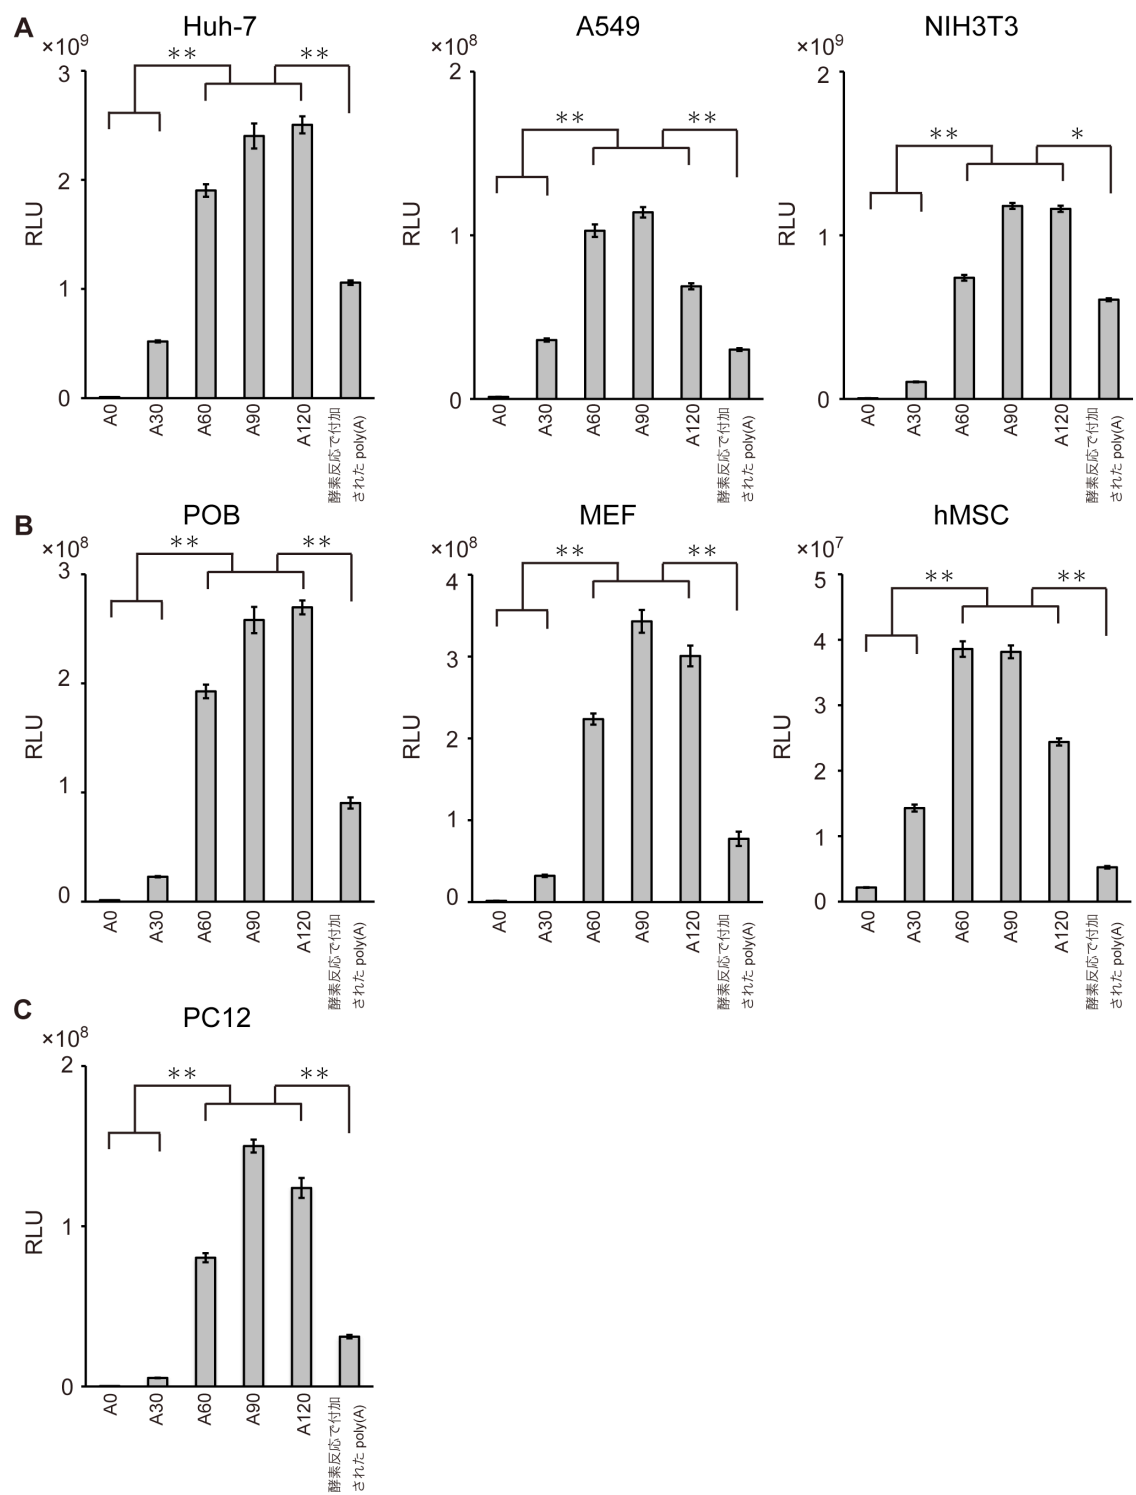 A
Huh-7
×10⁹
** **
3
2
1
0
RLU
A0
A30
A60
A90
A120
酵素反応で付加
された poly(A)
A549
×10⁸
** **
2
1
0
RLU
A0
A30
A60
A90
A120
酵素反応で付加
された poly(A)
NIH3T3
×10⁹
** *
2
1
0
RLU
A0
A30
A60
A90
A120
酵素反応で付加
された poly(A)
B
POB
×10⁸
** **
3
2
1
0
RLU
A0
A30
A60
A90
A120
酵素反応で付加
された poly(A)
MEF
×10⁸
** **
4
3
2
1
0
RLU
A0
A30
A60
A90
A120
酵素反応で付加
された poly(A)
hMSC
×10⁷
** **
5
4
3
2
1
0
RLU
A0
A30
A60
A90
A120
酵素反応で付加
された poly(A)
C
PC12
×10⁸
** **
2
1
0
RLU
A0
A30
A60
A90
A120
酵素反応で付加
された poly(A)